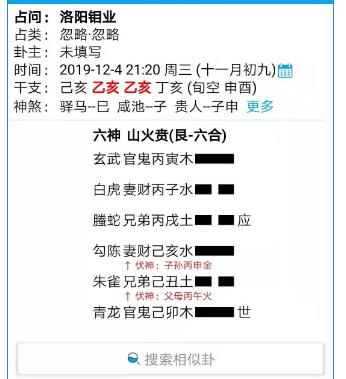 占问：洛阳钼业
占类：忽略·忽略
卦主：未填写
时间：2019-12-4 21:20 周三 (十一月初九)
干支：己亥 乙亥 乙亥 丁亥 (旬空 申酉)
神煞：驿马--巳 咸池--子 贵人--子申 更多
六神 山火贲(艮-六合)
玄武 官鬼丙寅木
白虎 妻财丙子水
螣蛇 兄弟丙戌土 应
勾陈 妻财己亥水
↑ 伏神：子孙丙申金
朱雀 兄弟己丑土
↑ 伏神：父母丙午火
青龙 官鬼己卯木 世
搜索相似卦